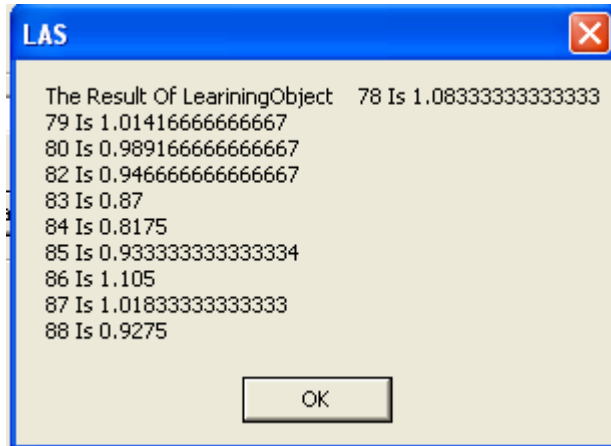 LAS
The Result Of LeariningObject 78 Is 1.08333333333333
79 Is 1.01416666666667
80 Is 0.989166666666667
82 Is 0.946666666666667
83 Is 0.87
84 Is 0.8175
85 Is 0.933333333333334
86 Is 1.105
87 Is 1.01833333333333
88 Is 0.9275
OK